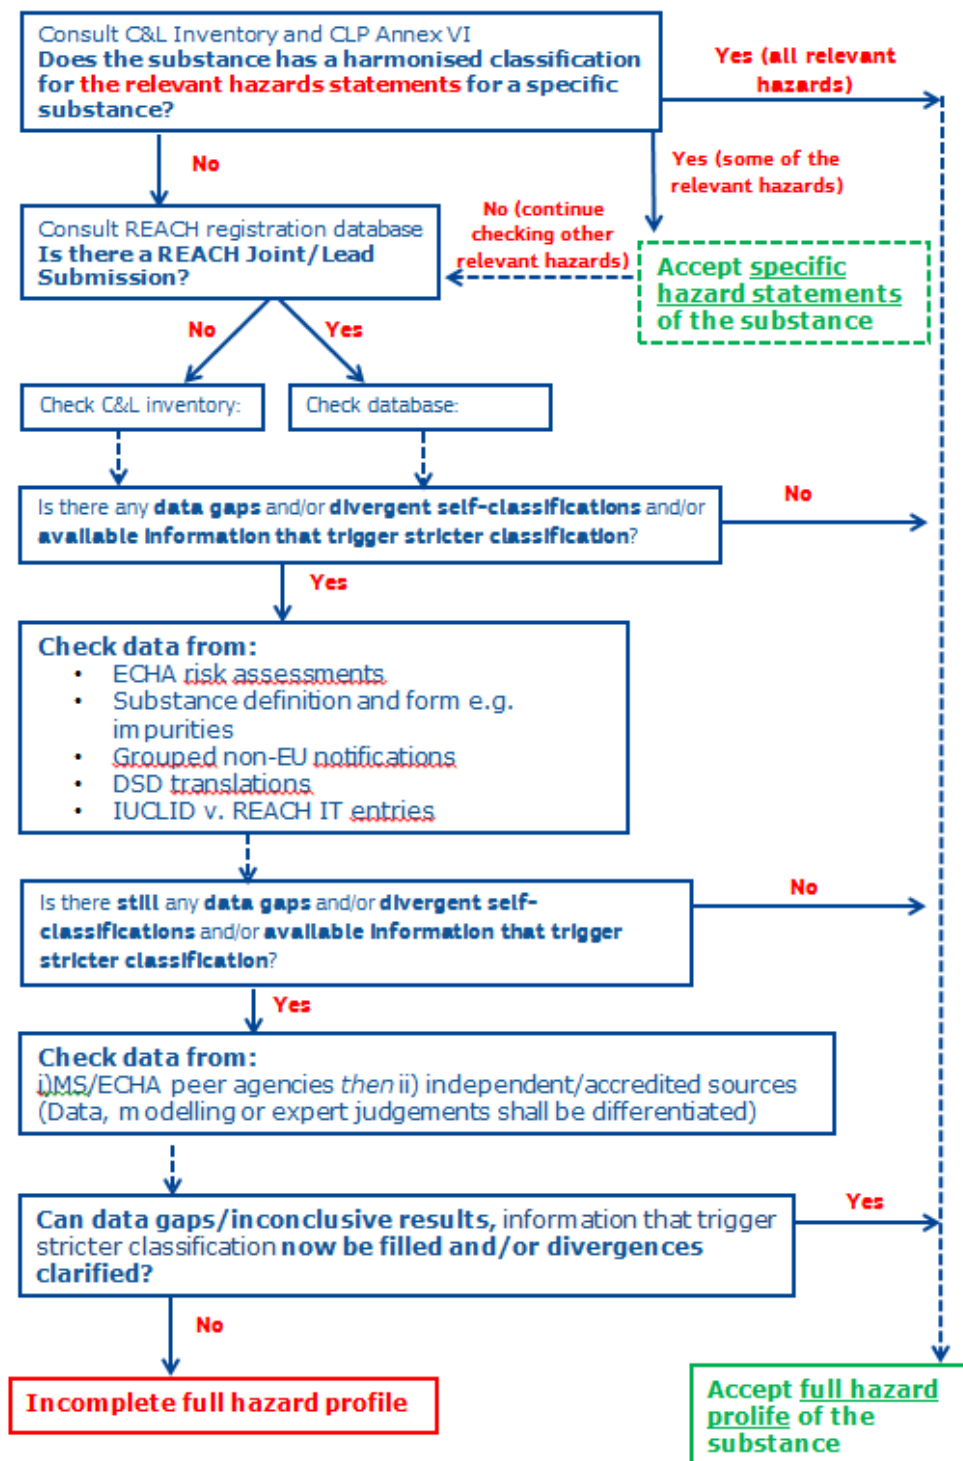 Consult C&L Inventory and CLP Annex VI
Does the substance has a harmonised classification
for the relevant hazards statements for a specific
substance?
Yes (all relevant
hazards)
No
Yes (some of the
relevant hazards)
Consult REACH registration database
Is there a REACH Joint/Lead
Submission?
No (continue
checking other
relevant hazards)
Accept specific
hazard statements
of the substance
No
Yes
Check C&L inventory:
Check database:
Is there any data gaps and/or divergent self-classifications and/or
available information that trigger stricter classification?
No
Yes
Check data from:
• ECHA risk assessments
• Substance definition and form e.g.
impurities
• Grouped non-EU notifications
• DSD translations
• IUCLID v. REACH IT entries
Is there still any data gaps and/or divergent self-
classifications and/or available information that trigger
stricter classification?
No
Yes
Check data from:
i)MS/ECHA peer agencies then ii) independent/accredited sources
(Data, modelling or expert judgements shall be differentiated)
Can data gaps/inconclusive results, information that trigger
stricter classification now be filled and/or divergences
clarified?
Yes
No
Incomplete full hazard profile
Accept full hazard
prolife of the
substance